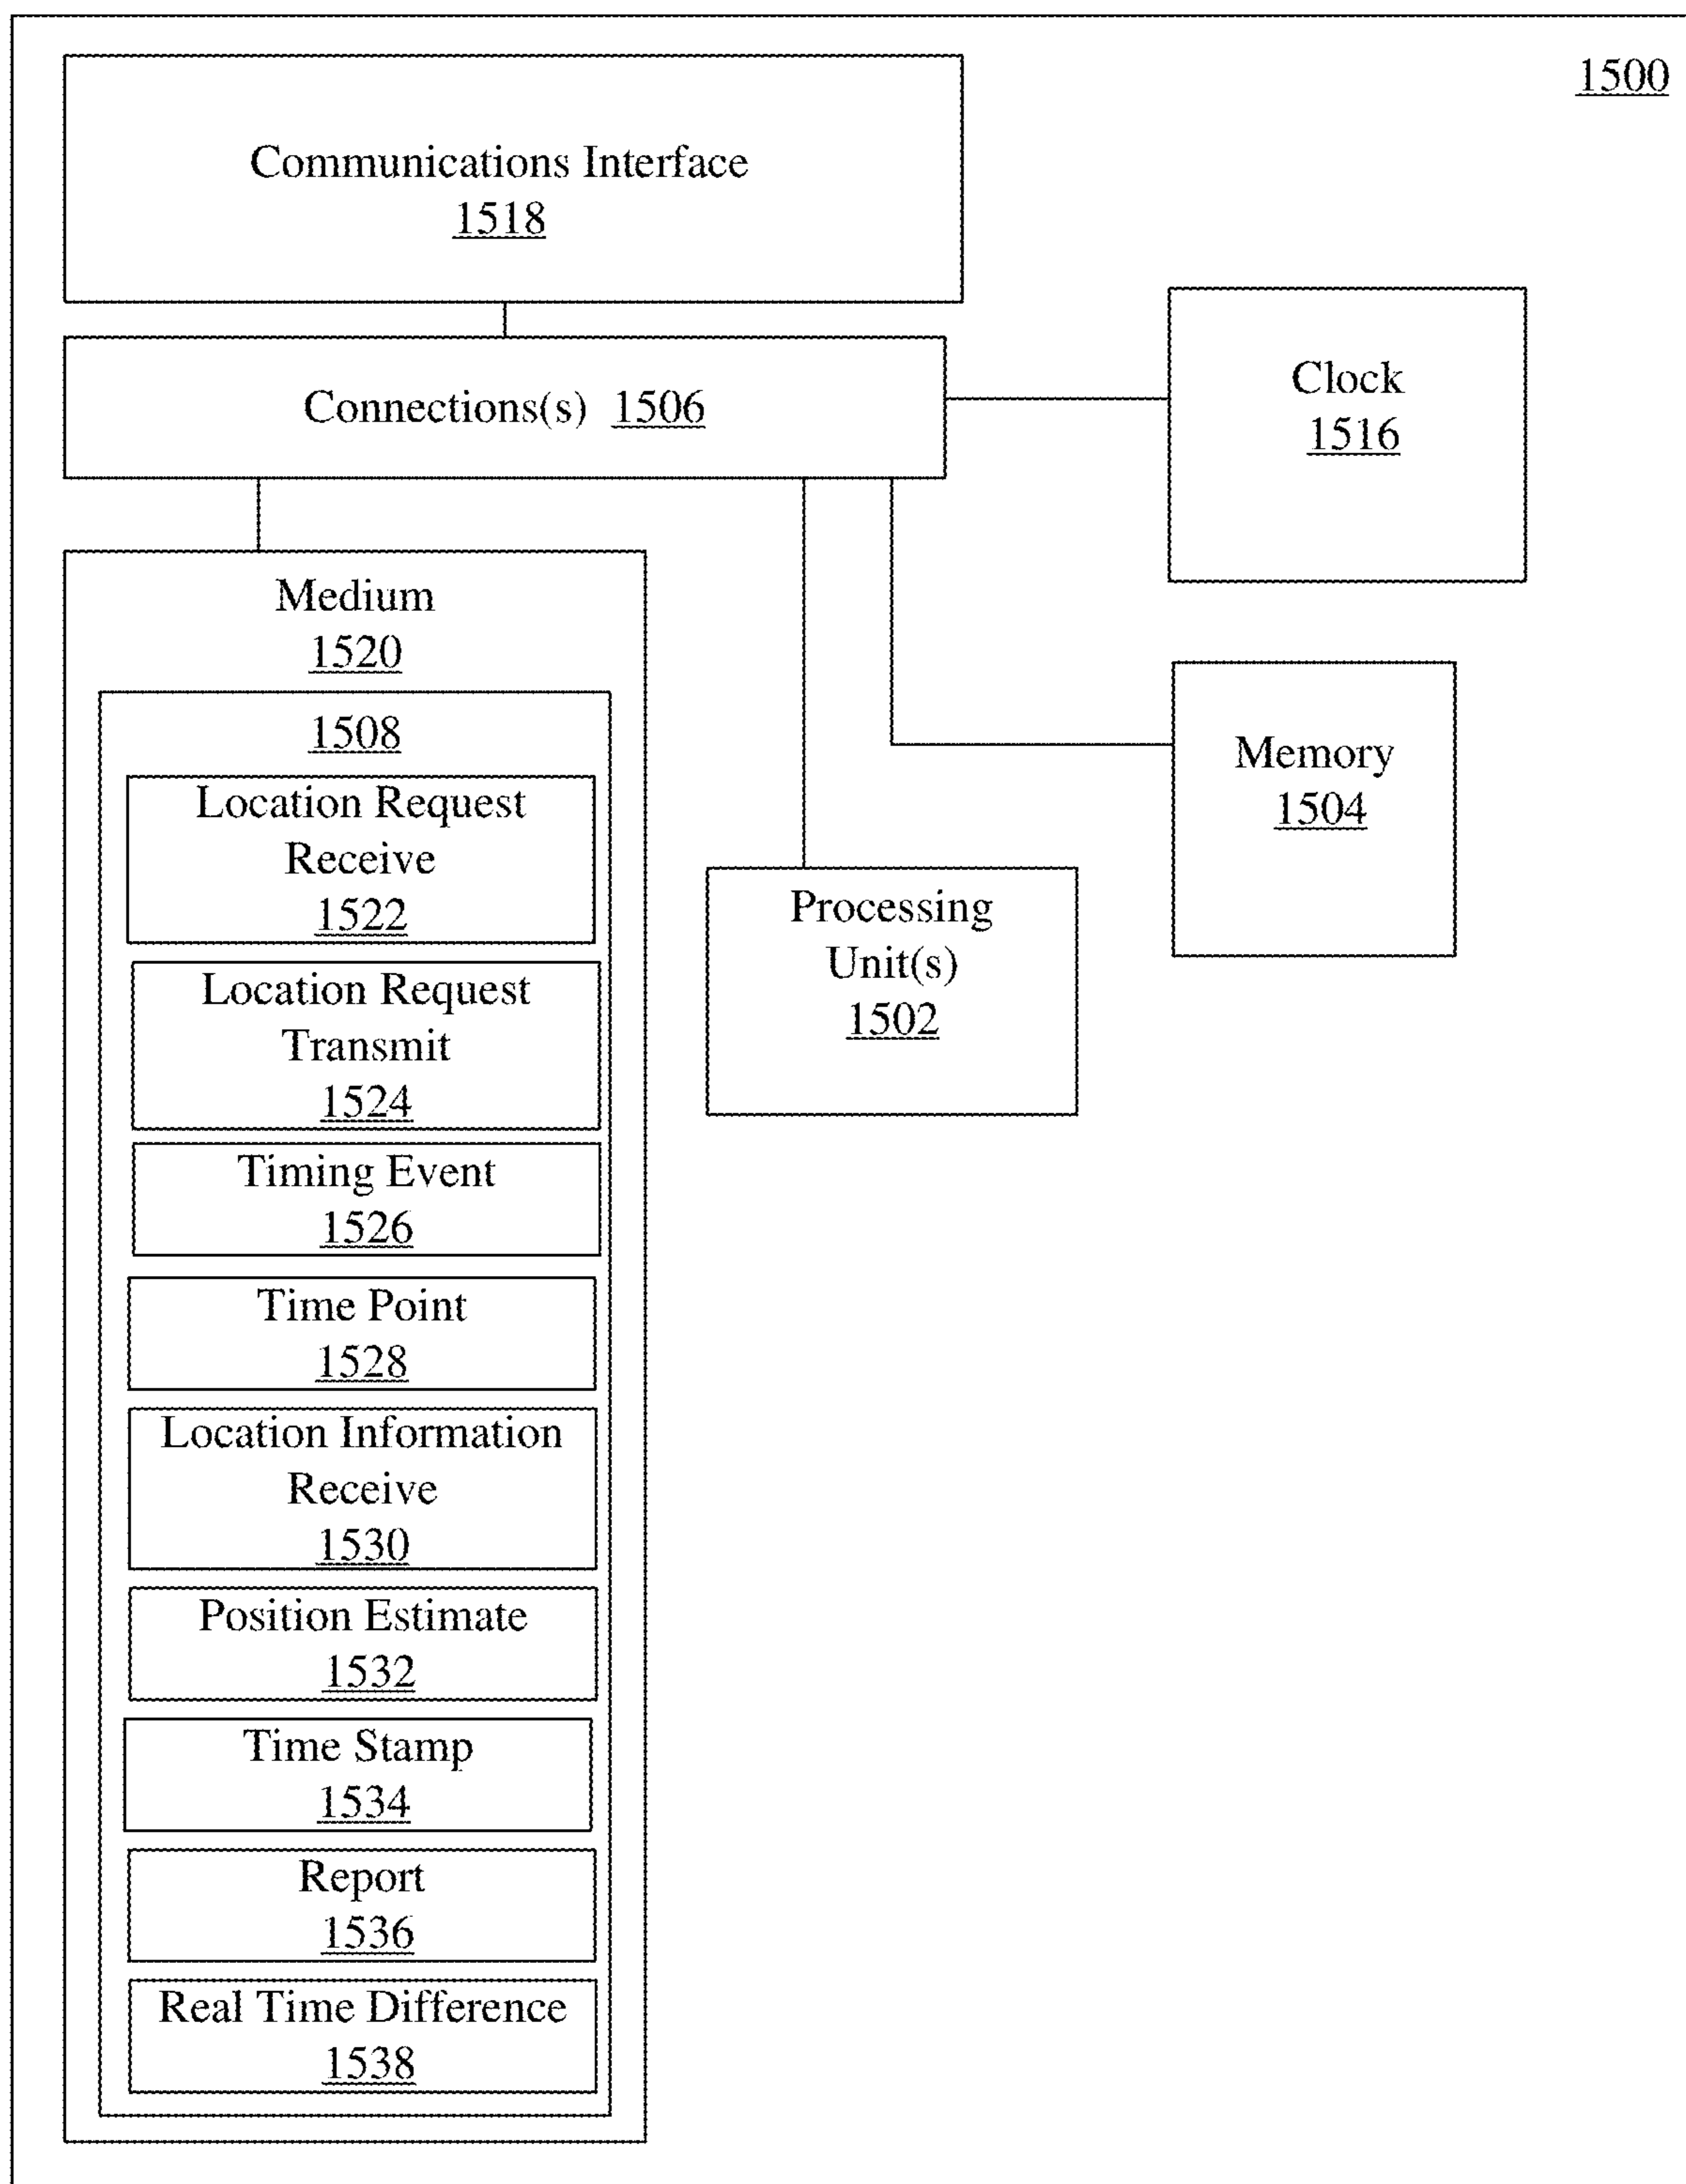 1500
Communications Interface
1518
Connections(s) 1506
Clock
1516
Medium
1520
1508
Location Request
Receive
1522
Location Request
Transmit
1524
Timing Event
1526
Time Point
1528
Location Information
Receive
1530
Position Estimate
1532
Time Stamp
1534
Report
1536
Real Time Difference
1538
Processing
Unit(s)
1502
Memory
1504